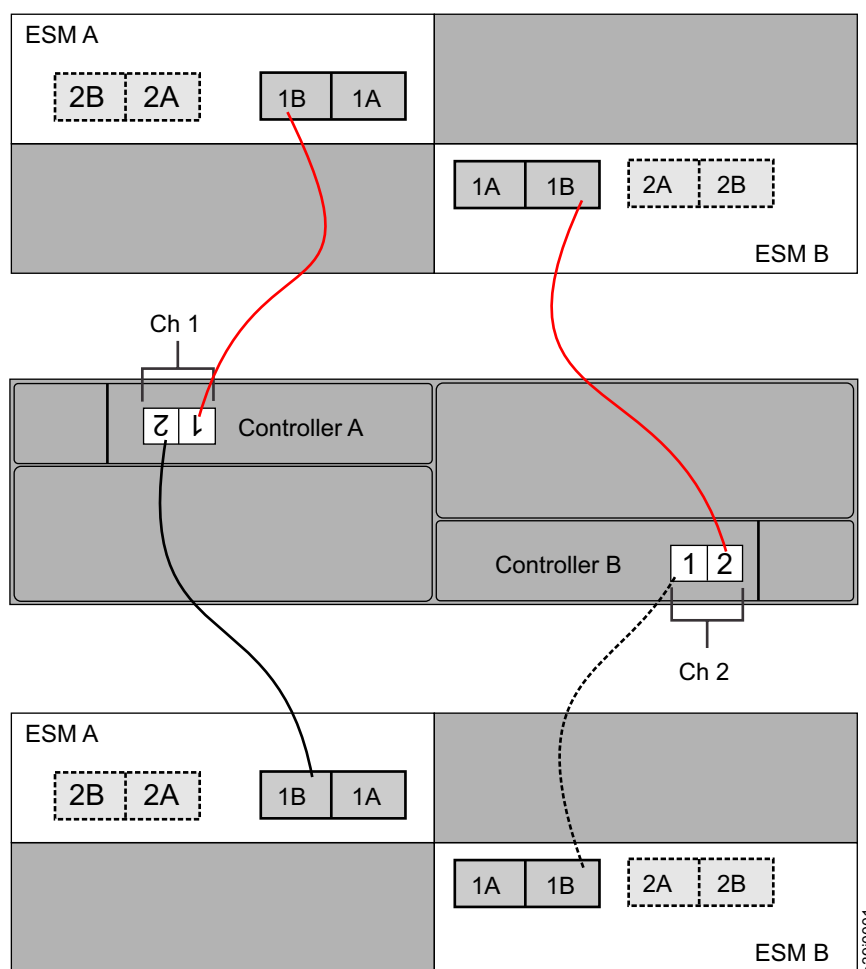 ESM A
2B 2A 1B 1A
1A 1B 2A 2B
ESM B
Ch 1
2 1 Controller A
Controller B 1 2
Ch 2
ESM A
2B 2A 1B 1A
1A 1B 2A 2B
ESM B